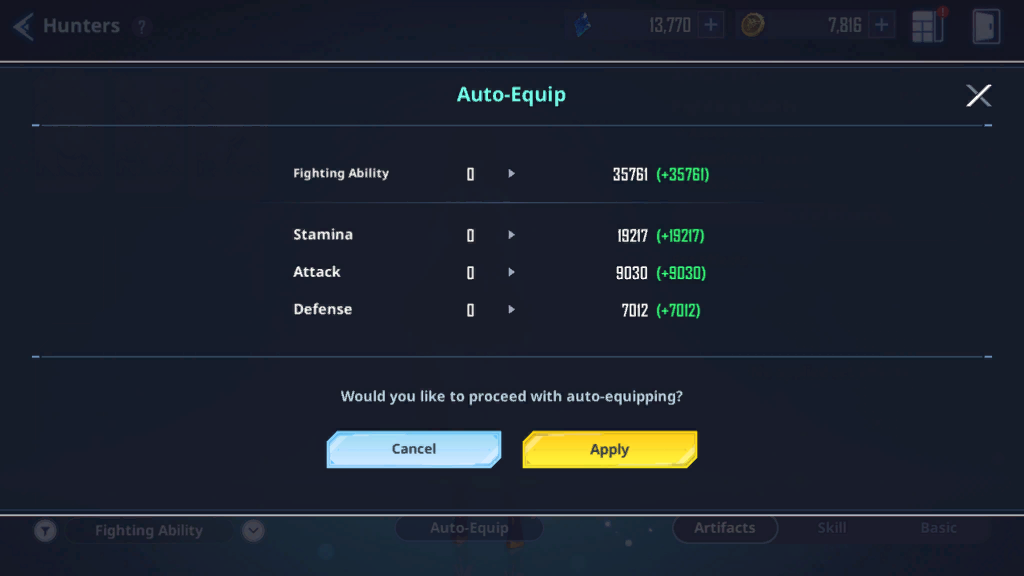 Hunters ? 13,770 + 7,816 +
Auto-Equip
Fighting Ability 0 35761 (+35761)
Stamina 0 19217 (+19217)
Attack 0 9030 (+9030)
Defense 0 7012 (+7012)
Would you like to proceed with auto-equipping?
Cancel Apply
Fighting Ability Auto-Equip Artifacts Skill Basic